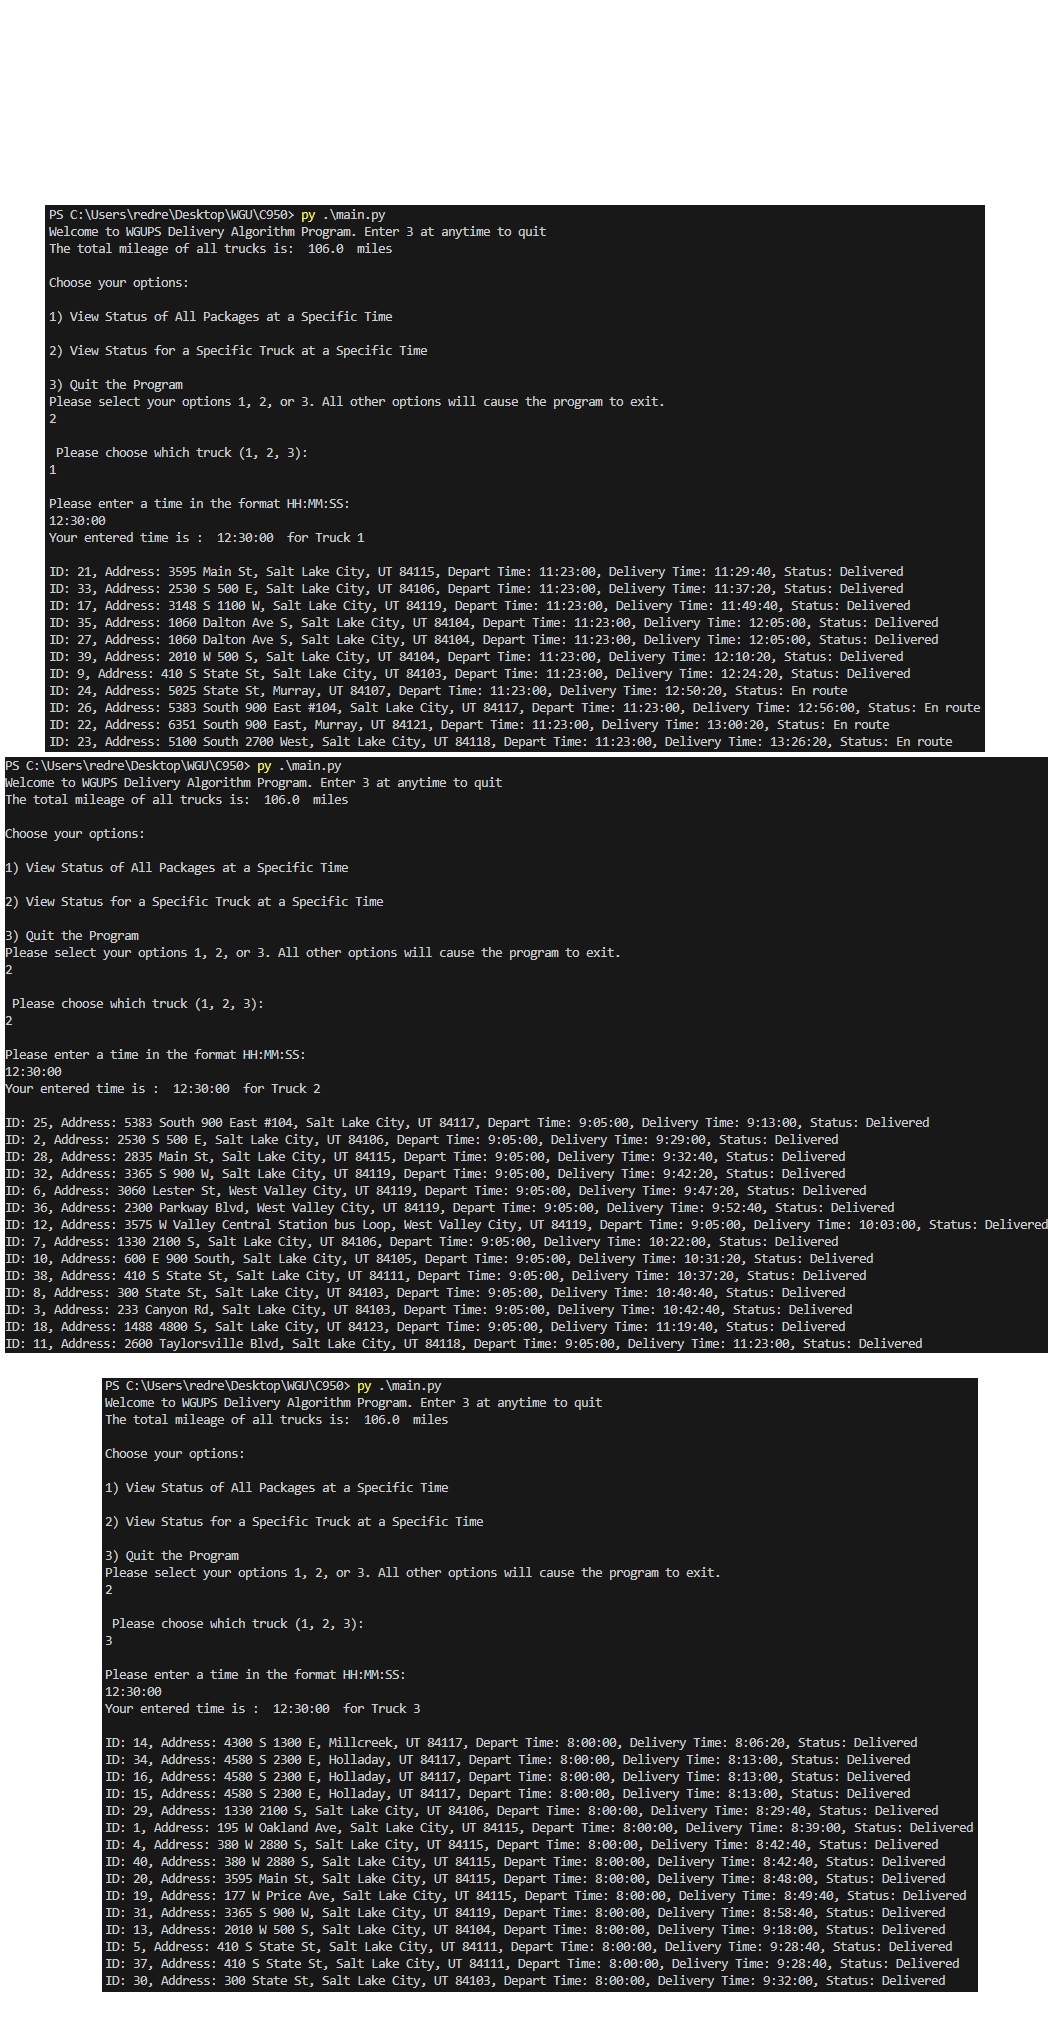 PS C:\Users\redre\Desktop\WGU\C950> py .\main.py
Welcome to WGUPS Delivery Algorithm Program. Enter 3 at anytime to quit
The total mileage of all trucks is:  106.0  miles
Choose your options:
1) View Status of All Packages at a Specific Time
2) View Status for a Specific Truck at a Specific Time
3) Quit the Program
Please select your options 1, 2, or 3. All other options will cause the program to exit.
2
Please choose which truck (1, 2, 3):
1
Please enter a time in the format HH:MM:SS:
12:30:00
Your entered time is :  12:30:00  for Truck 1
ID: 21, Address: 3595 Main St, Salt Lake City, UT 84115, Depart Time: 11:23:00, Delivery Time: 11:29:40, Status: Delivered
ID: 33, Address: 2530 S 500 E, Salt Lake City, UT 84106, Depart Time: 11:23:00, Delivery Time: 11:37:20, Status: Delivered
ID: 17, Address: 3148 S 1100 W, Salt Lake City, UT 84119, Depart Time: 11:23:00, Delivery Time: 11:49:40, Status: Delivered
ID: 35, Address: 1060 Dalton Ave S, Salt Lake City, UT 84104, Depart Time: 11:23:00, Delivery Time: 12:05:00, Status: Delivered
ID: 27, Address: 1060 Dalton Ave S, Salt Lake City, UT 84104, Depart Time: 11:23:00, Delivery Time: 12:05:00, Status: Delivered
ID: 39, Address: 2010 W 500 S, Salt Lake City, UT 84104, Depart Time: 11:23:00, Delivery Time: 12:10:20, Status: Delivered
ID: 9, Address: 410 S State St, Salt Lake City, UT 84103, Depart Time: 11:23:00, Delivery Time: 12:24:20, Status: Delivered
ID: 24, Address: 5025 State St, Murray, UT 84107, Depart Time: 11:23:00, Delivery Time: 12:50:20, Status: En route
ID: 26, Address: 5383 South 900 East #104, Salt Lake City, UT 84117, Depart Time: 11:23:00, Delivery Time: 12:56:00, Status: En route
ID: 22, Address: 6351 South 900 East, Murray, UT 84121, Depart Time: 11:23:00, Delivery Time: 13:00:20, Status: En route
ID: 23, Address: 5100 South 2700 West, Salt Lake City, UT 84118, Depart Time: 11:23:00, Delivery Time: 13:26:20, Status: En route
PS C:\Users\redre\Desktop\WGU\C950> py .\main.py
Welcome to WGUPS Delivery Algorithm Program. Enter 3 at anytime to quit
The total mileage of all trucks is:  106.0  miles
Choose your options:
1) View Status of All Packages at a Specific Time
2) View Status for a Specific Truck at a Specific Time
3) Quit the Program
Please select your options 1, 2, or 3. All other options will cause the program to exit.
2
Please choose which truck (1, 2, 3):
2
Please enter a time in the format HH:MM:SS:
12:30:00
Your entered time is :  12:30:00  for Truck 2
ID: 25, Address: 5383 South 900 East #104, Salt Lake City, UT 84117, Depart Time: 9:05:00, Delivery Time: 9:13:00, Status: Delivered
ID: 2, Address: 2530 S 500 E, Salt Lake City, UT 84106, Depart Time: 9:05:00, Delivery Time: 9:29:00, Status: Delivered
ID: 28, Address: 2835 Main St, Salt Lake City, UT 84115, Depart Time: 9:05:00, Delivery Time: 9:32:40, Status: Delivered
ID: 32, Address: 3365 S 900 W, Salt Lake City, UT 84119, Depart Time: 9:05:00, Delivery Time: 9:42:20, Status: Delivered
ID: 6, Address: 3060 Lester St, West Valley City, UT 84119, Depart Time: 9:05:00, Delivery Time: 9:47:20, Status: Delivered
ID: 36, Address: 2300 Parkway Blvd, West Valley City, UT 84119, Depart Time: 9:05:00, Delivery Time: 9:52:40, Status: Delivered
ID: 12, Address: 3575 W Valley Central Station bus Loop, West Valley City, UT 84119, Depart Time: 9:05:00, Delivery Time: 10:03:00, Status: Delivered
ID: 7, Address: 1330 2100 S, Salt Lake City, UT 84106, Depart Time: 9:05:00, Delivery Time: 10:22:00, Status: Delivered
ID: 10, Address: 600 E 900 South, Salt Lake City, UT 84105, Depart Time: 9:05:00, Delivery Time: 10:31:20, Status: Delivered
ID: 38, Address: 410 S State St, Salt Lake City, UT 84111, Depart Time: 9:05:00, Delivery Time: 10:37:20, Status: Delivered
ID: 8, Address: 300 State St, Salt Lake City, UT 84103, Depart Time: 9:05:00, Delivery Time: 10:40:40, Status: Delivered
ID: 3, Address: 233 Canyon Rd, Salt Lake City, UT 84103, Depart Time: 9:05:00, Delivery Time: 10:42:40, Status: Delivered
ID: 18, Address: 1488 4800 S, Salt Lake City, UT 84123, Depart Time: 9:05:00, Delivery Time: 11:19:40, Status: Delivered
ID: 11, Address: 2600 Taylorsville Blvd, Salt Lake City, UT 84118, Depart Time: 9:05:00, Delivery Time: 11:23:00, Status: Delivered
PS C:\Users\redre\Desktop\WGU\C950> py .\main.py
Welcome to WGUPS Delivery Algorithm Program. Enter 3 at anytime to quit
The total mileage of all trucks is:  106.0  miles
Choose your options:
1) View Status of All Packages at a Specific Time
2) View Status for a Specific Truck at a Specific Time
3) Quit the Program
Please select your options 1, 2, or 3. All other options will cause the program to exit.
2
Please choose which truck (1, 2, 3):
3
Please enter a time in the format HH:MM:SS:
12:30:00
Your entered time is :  12:30:00  for Truck 3
ID: 14, Address: 4300 S 1300 E, Millcreek, UT 84117, Depart Time: 8:00:00, Delivery Time: 8:06:20, Status: Delivered
ID: 34, Address: 4580 S 2300 E, Holladay, UT 84117, Depart Time: 8:00:00, Delivery Time: 8:13:00, Status: Delivered
ID: 16, Address: 4580 S 2300 E, Holladay, UT 84117, Depart Time: 8:00:00, Delivery Time: 8:13:00, Status: Delivered
ID: 15, Address: 4580 S 2300 E, Holladay, UT 84117, Depart Time: 8:00:00, Delivery Time: 8:13:00, Status: Delivered
ID: 29, Address: 1330 2100 S, Salt Lake City, UT 84106, Depart Time: 8:00:00, Delivery Time: 8:29:40, Status: Delivered
ID: 1, Address: 195 W Oakland Ave, Salt Lake City, UT 84115, Depart Time: 8:00:00, Delivery Time: 8:39:00, Status: Delivered
ID: 4, Address: 380 W 2880 S, Salt Lake City, UT 84115, Depart Time: 8:00:00, Delivery Time: 8:42:40, Status: Delivered
ID: 40, Address: 380 W 2880 S, Salt Lake City, UT 84115, Depart Time: 8:00:00, Delivery Time: 8:42:40, Status: Delivered
ID: 20, Address: 3595 Main St, Salt Lake City, UT 84115, Depart Time: 8:00:00, Delivery Time: 8:48:00, Status: Delivered
ID: 19, Address: 177 W Price Ave, Salt Lake City, UT 84115, Depart Time: 8:00:00, Delivery Time: 8:49:40, Status: Delivered
ID: 31, Address: 3365 S 900 W, Salt Lake City, UT 84119, Depart Time: 8:00:00, Delivery Time: 8:58:40, Status: Delivered
ID: 13, Address: 2010 W 500 S, Salt Lake City, UT 84104, Depart Time: 8:00:00, Delivery Time: 9:18:00, Status: Delivered
ID: 5, Address: 410 S State St, Salt Lake City, UT 84111, Depart Time: 8:00:00, Delivery Time: 9:28:40, Status: Delivered
ID: 37, Address: 410 S State St, Salt Lake City, UT 84111, Depart Time: 8:00:00, Delivery Time: 9:28:40, Status: Delivered
ID: 30, Address: 300 State St, Salt Lake City, UT 84103, Depart Time: 8:00:00, Delivery Time: 9:32:00, Status: Delivered